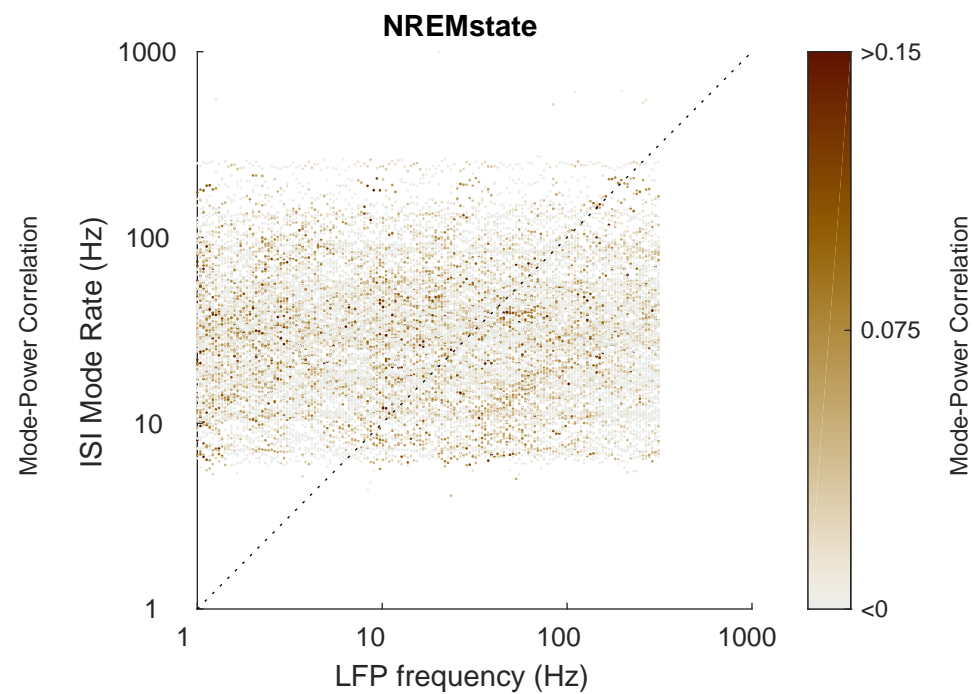 NREMstate
Mode-Power Correlation
ISI Mode Rate (Hz)
1000
100
10
1
1
10
100
1000
LFP frequency (Hz)
>0.15
0.075
<0
Mode-Power Correlation